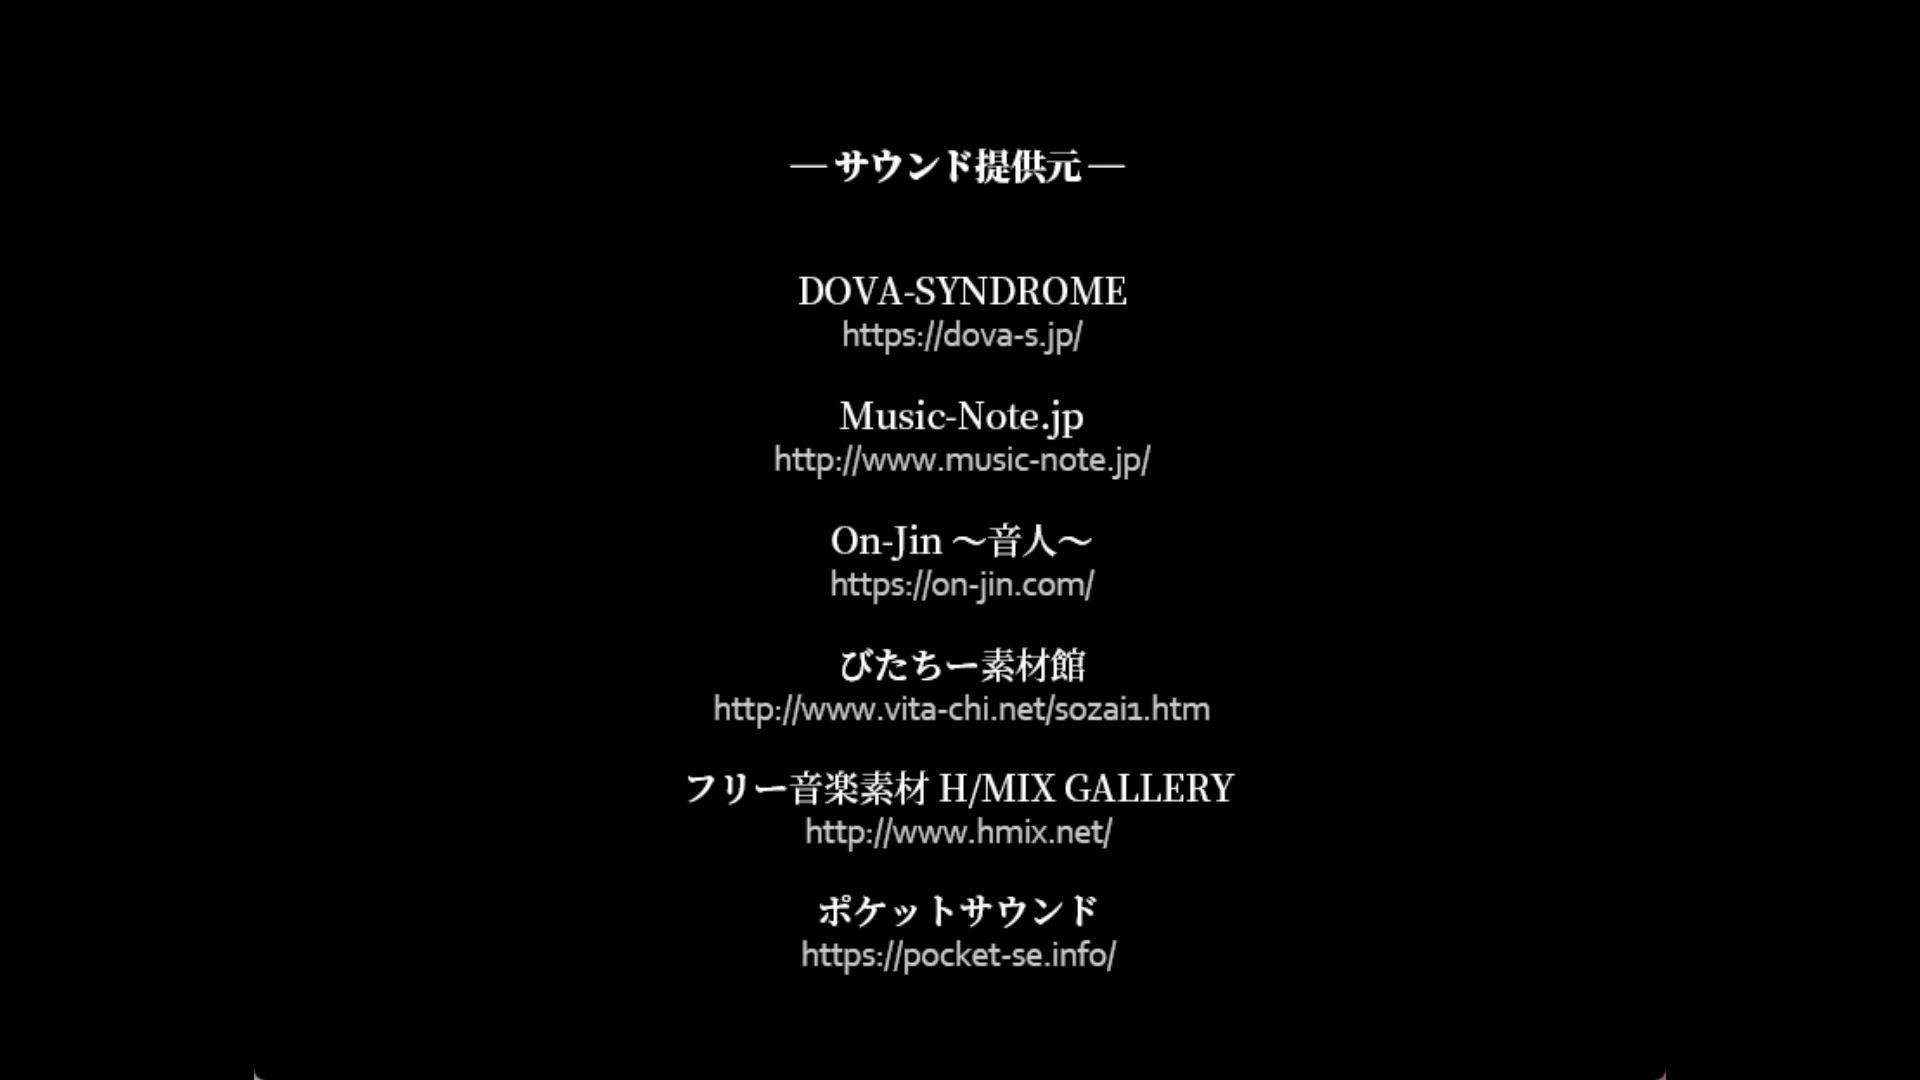 ― サウンド提供元 ―
DOVA-SYNDROME
https://dova-s.jp/
Music-Note.jp
http://www.music-note.jp/
On-Jin ～音人～
https://on-jin.com/
びたちー素材館
http://www.vita-chi.net/sozai1.htm
フリー音楽素材 H/MIX GALLERY
http://www.hmix.net/
ポケットサウンド
https://pocket-se.info/